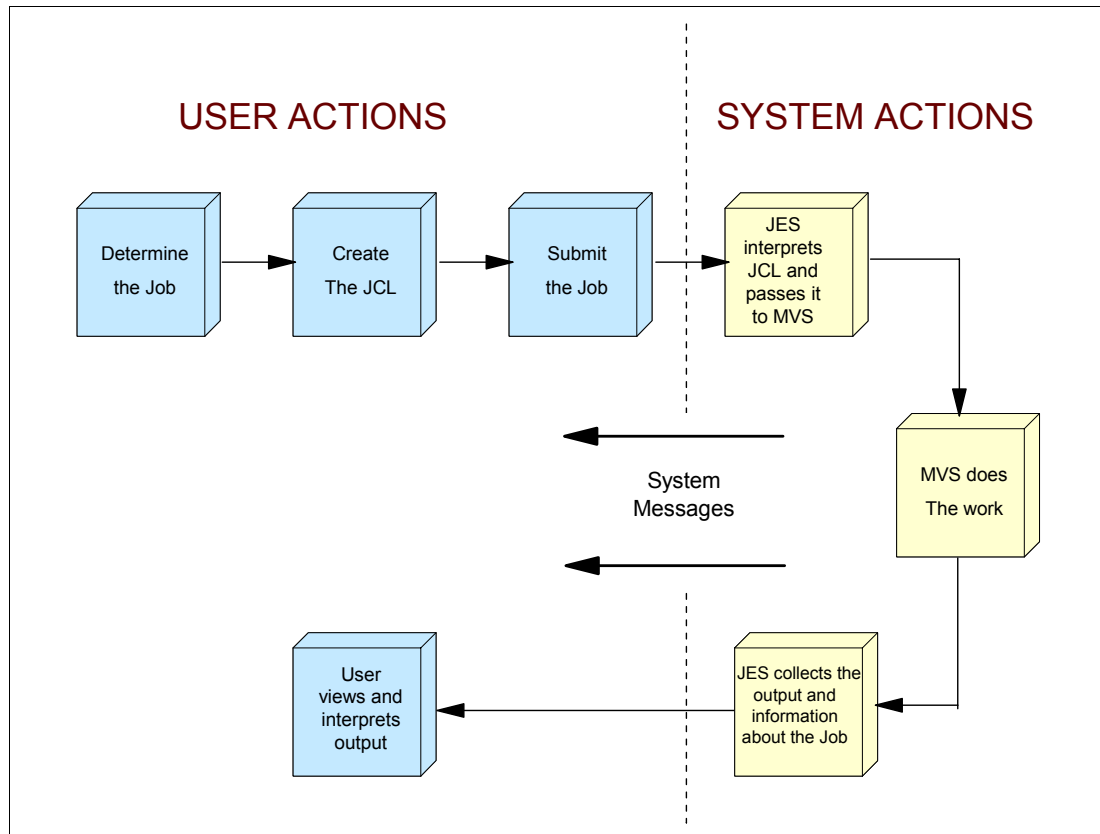 USER ACTIONS
SYSTEM ACTIONS
Determine
the Job
Create
The JCL
Submit
the Job
JES
interprets
JCL and
passes it
to MVS
MVS does
The work
System
Messages
JES collects the
output and
information
about the Job
User
views and
interprets
output